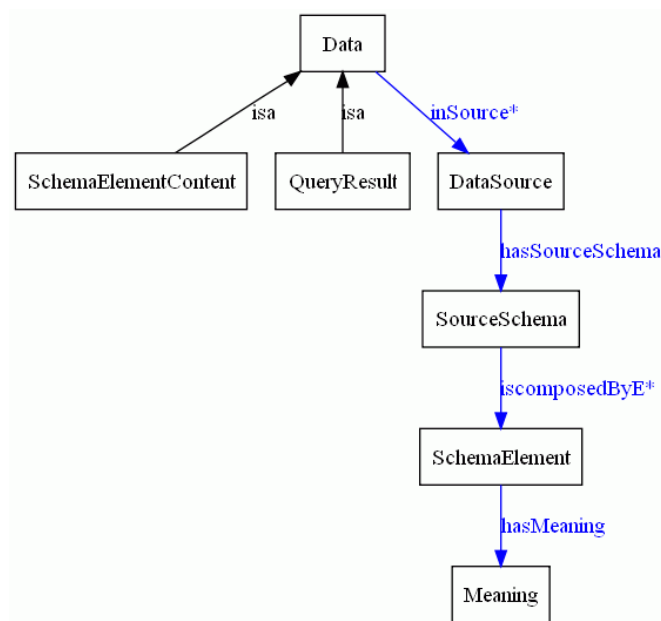 Data
isa
isa
inSource*
SchemaElementContent
QueryResult
DataSource
hasSourceSchema
SourceSchema
iscomposedByE*
SchemaElement
hasMeaning
Meaning